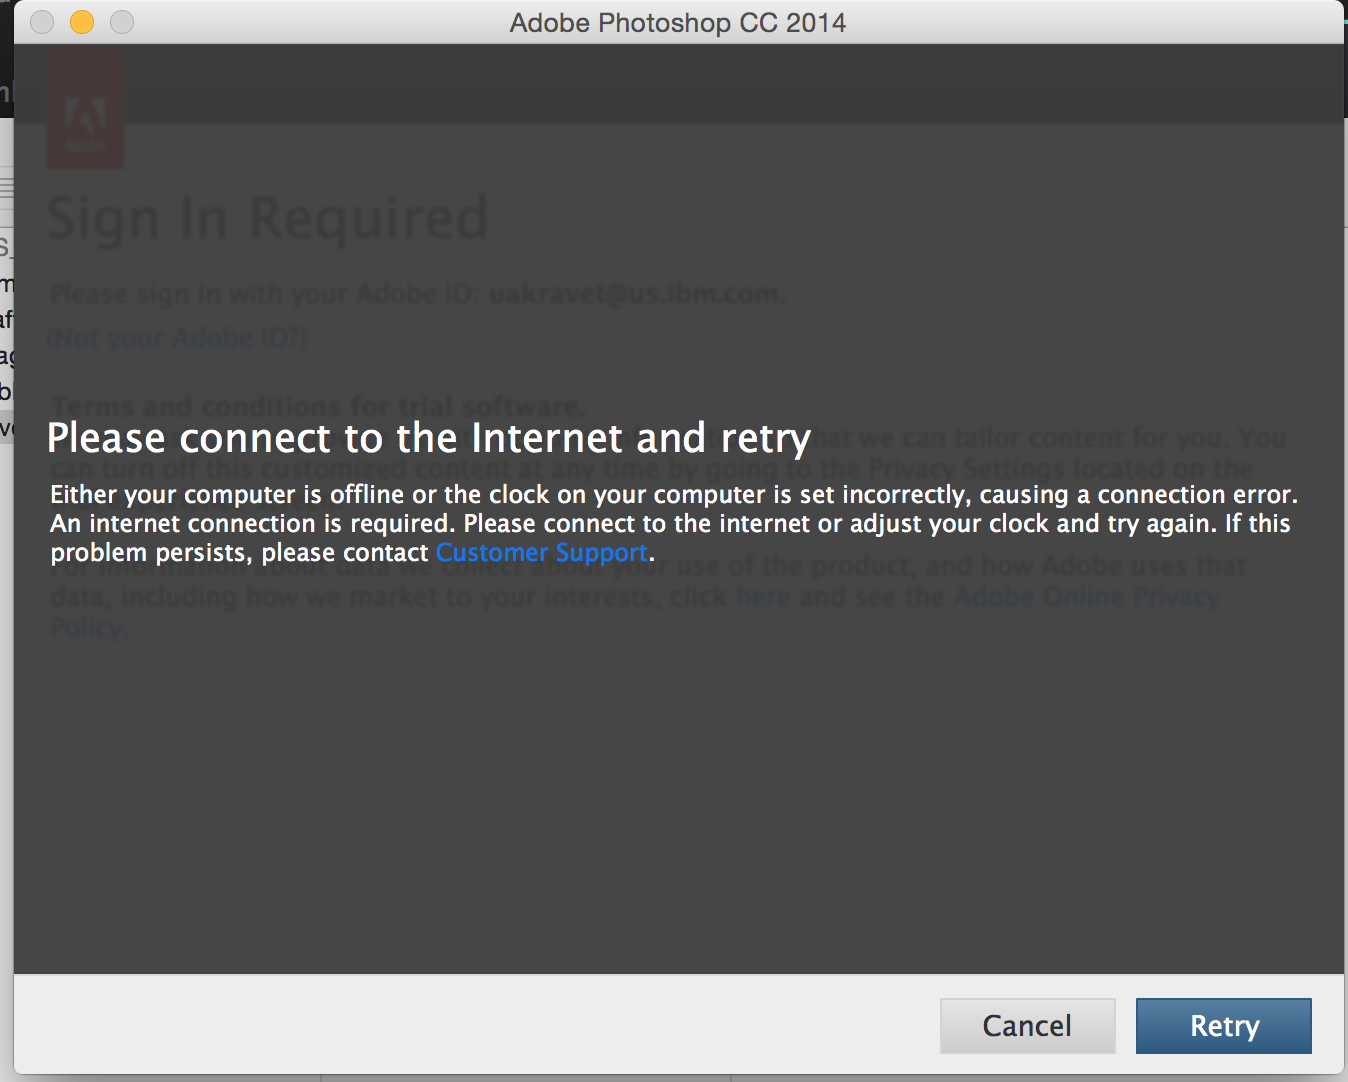 Adobe Photoshop CC 2014
Adobe
Sign In Required
Please sign in with your Adobe ID: uakravet@us.ibm.com.
(Not your Adobe ID?)
Terms and conditions for trial software.
Please connect to the Internet and retry
that we can tailor content for you. You
can turn off this customized content at any time by going to the Privacy Settings located on the
Either your computer is offline or the clock on your computer is set incorrectly, causing a connection error.
An internet connection is required. Please connect to the internet or adjust your clock and try again. If this
problem persists, please contact Customer Support.
For information about data we collect about your use of the product, and how Adobe uses that
data, including how we market to your interests, click here and see the Adobe Online Privacy
Policy.
Cancel
Retry